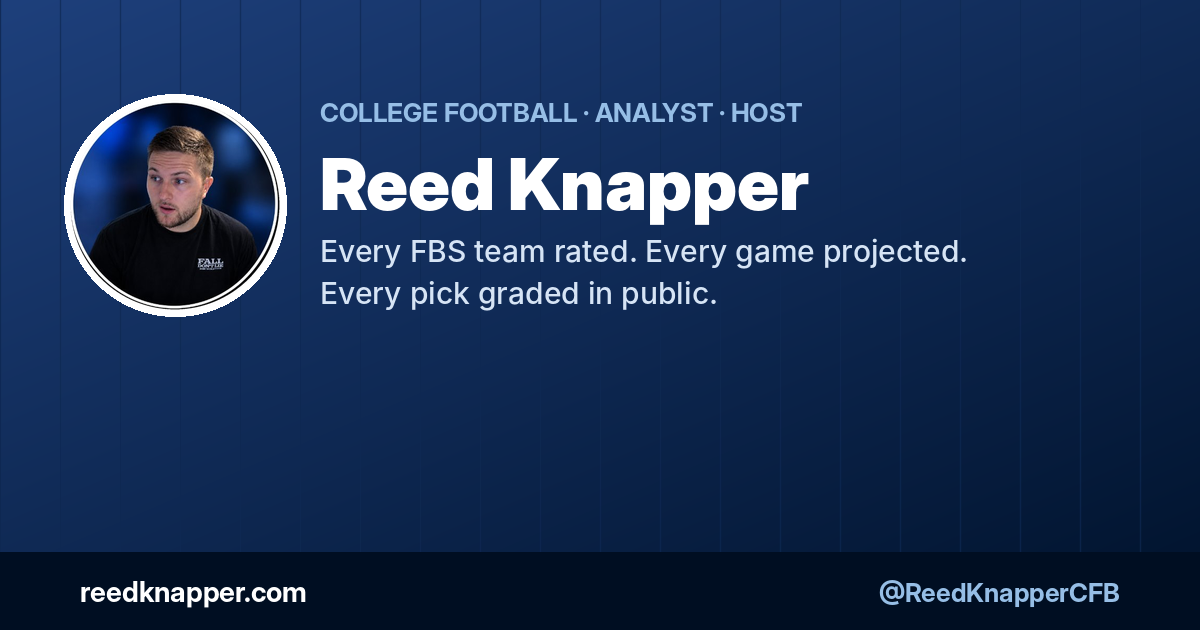 COLLEGE FOOTBALL · ANALYST · HOST
Reed Knapper
Every FBS team rated. Every game projected.
Every pick graded in public.
FALL
reedknapper.com
@ReedKnapperCFB